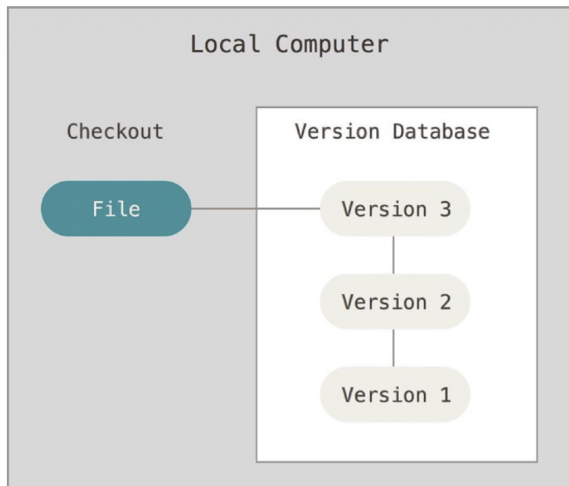 Local Computer
Checkout
Version Database
File
Version 3
Version 2
Version 1